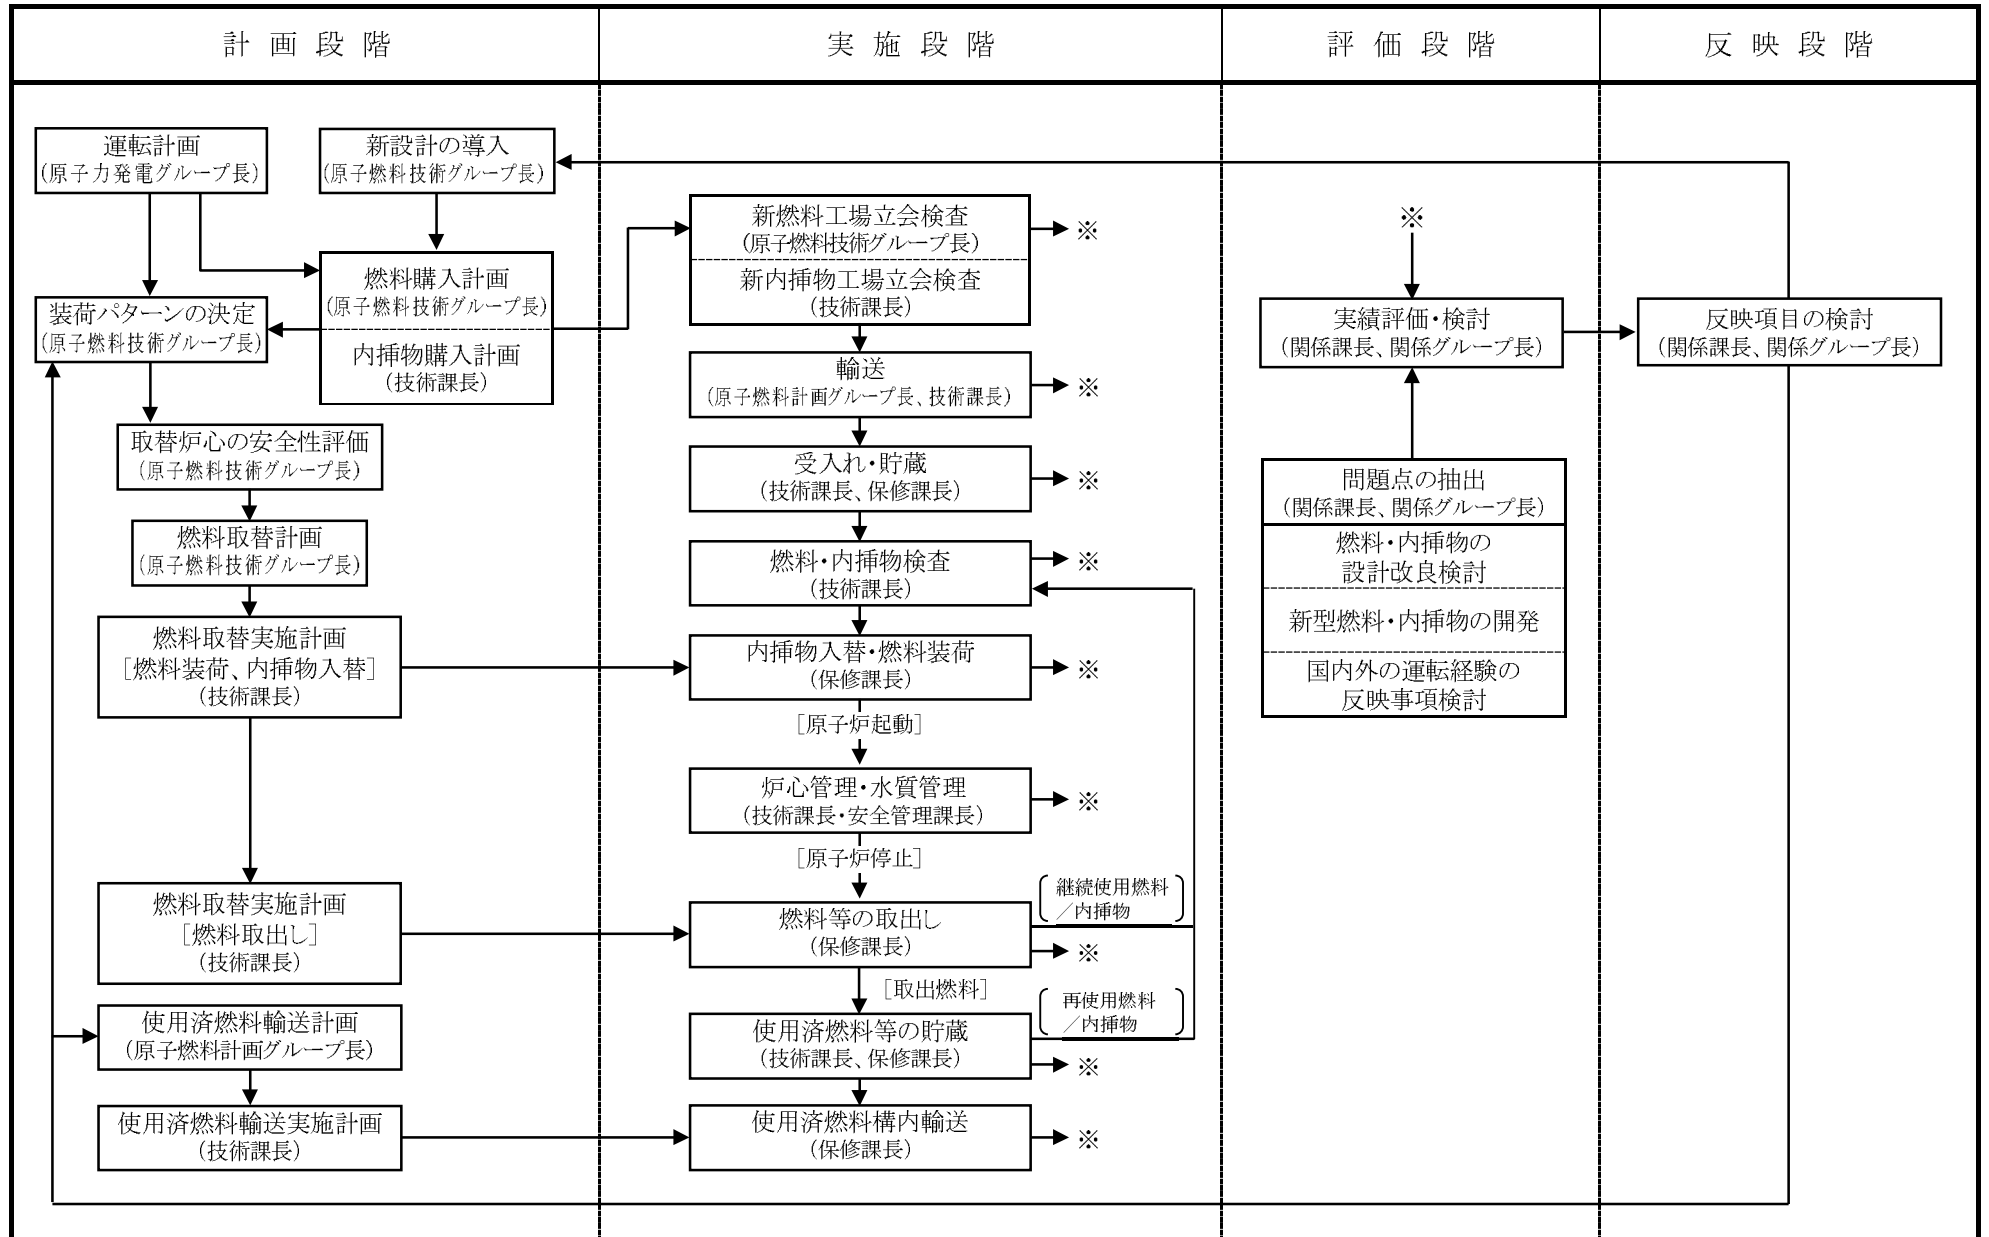 計画段階
実施段階
評価段階
反映段階
運転計画
（原子力発電グループ長）
新設計の導入
（原子燃料技術グループ長）
燃料購入計画
（原子燃料技術グループ長）
内挿物購入計画
（技術課長）
装荷パターンの決定
（原子燃料技術グループ長）
取替炉心の安全性評価
（原子燃料技術グループ長）
燃料取替計画
（原子燃料技術グループ長）
燃料取替実施計画
［燃料装荷、内挿物入替］
（技術課長）
燃料取替実施計画
［燃料取出し］
（技術課長）
使用済燃料輸送計画
（原子燃料計画グループ長）
使用済燃料輸送実施計画
（技術課長）
新燃料工場立会検査
（原子燃料技術グループ長）
新内挿物工場立会検査
（技術課長）
※
輸送
（原子燃料計画グループ長、技術課長）
※
受入れ・貯蔵
（技術課長、保修課長）
※
燃料・内挿物検査
（技術課長）
※
内挿物入替・燃料装荷
（保修課長）
※
［原子炉起動］
炉心管理・水質管理
（技術課長・安全管理課長）
※
［原子炉停止］
燃料等の取出し
（保修課長）
継続使用燃料
／内挿物
※
［取出燃料］
使用済燃料等の貯蔵
（技術課長、保修課長）
再使用燃料
／内挿物
※
使用済燃料構内輸送
（保修課長）
※
※
実績評価・検討
（関係課長、関係グループ長）
問題点の抽出
（関係課長、関係グループ長）
燃料・内挿物の
設計改良検討
新型燃料・内挿物の開発
国内外の運転経験の
反映事項検討
反映項目の検討
（関係課長、関係グループ長）